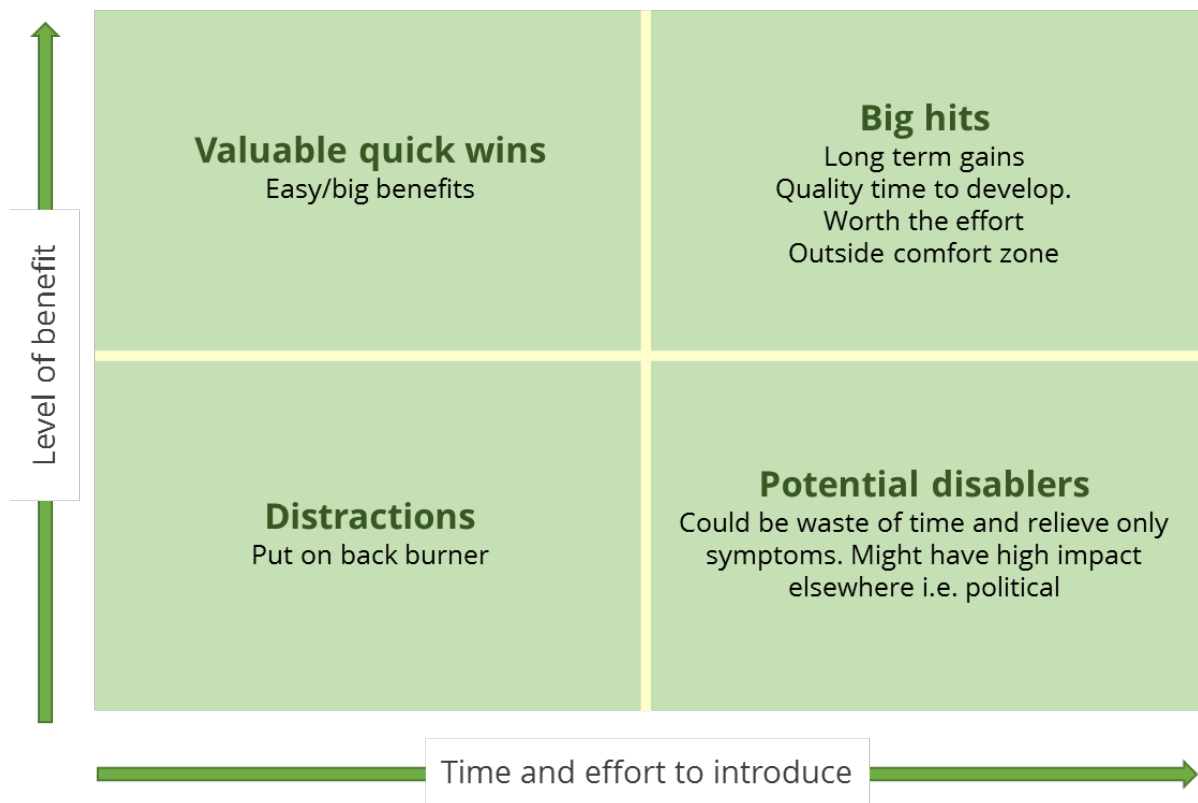 Level of benefit
Valuable quick wins
Easy/big benefits
Big hits
Long term gains
Quality time to develop.
Worth the effort
Outside comfort zone
Distractions
Put on back burner
Potential disablers
Could be waste of time and relieve only
symptoms. Might have high impact
elsewhere i.e. political
Time and effort to introduce